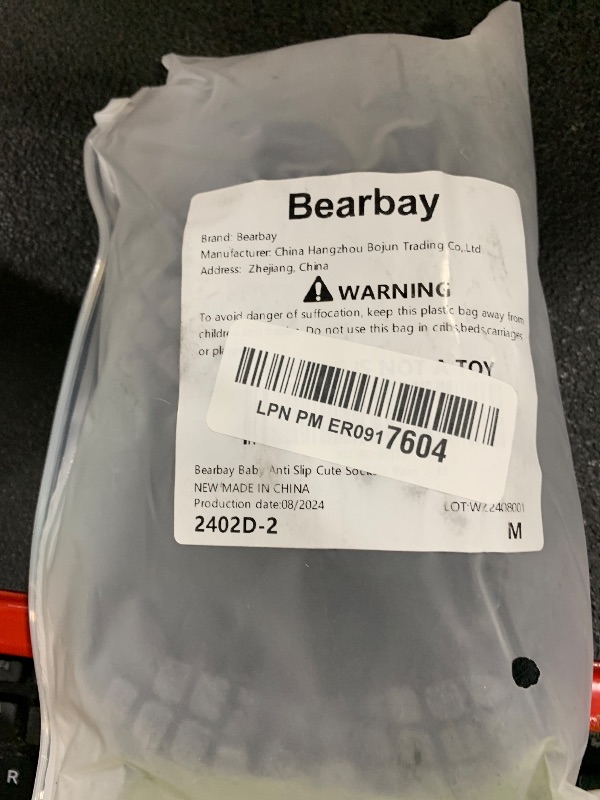 Bearbay
Brand: Bearbay
Manufacturer: China Hangzhou Bojun Trading Co,.Ltd
Address: Zhejiang, China
WARNING
To avoid danger of suffocation, keep this plastic bag away from
Do not use this bag in cribs,beds,carriages
or
NOT A TOY
LPN PM ER0917604
Bearbay Baby Anti Slip Cute
NEW MADE IN CHINA
Production date:08/2024
2402D-2
M
R